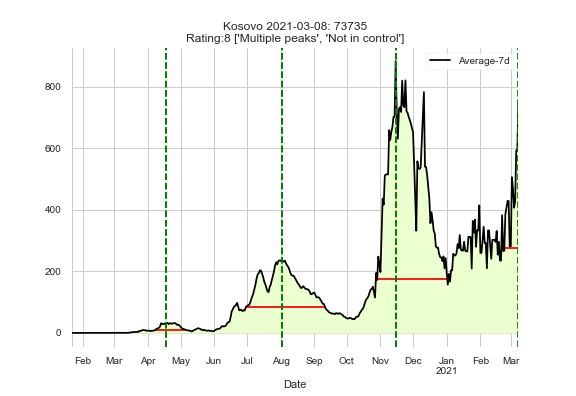 Kosovo 2021-03-08: 73735
Rating:8 ['Multiple peaks', 'Not in control']
Average-7d
800
600
400
200
0
Feb Mar Apr May Jun Jul Aug Sep Oct Nov Dec Jan Feb Mar
2021
Date